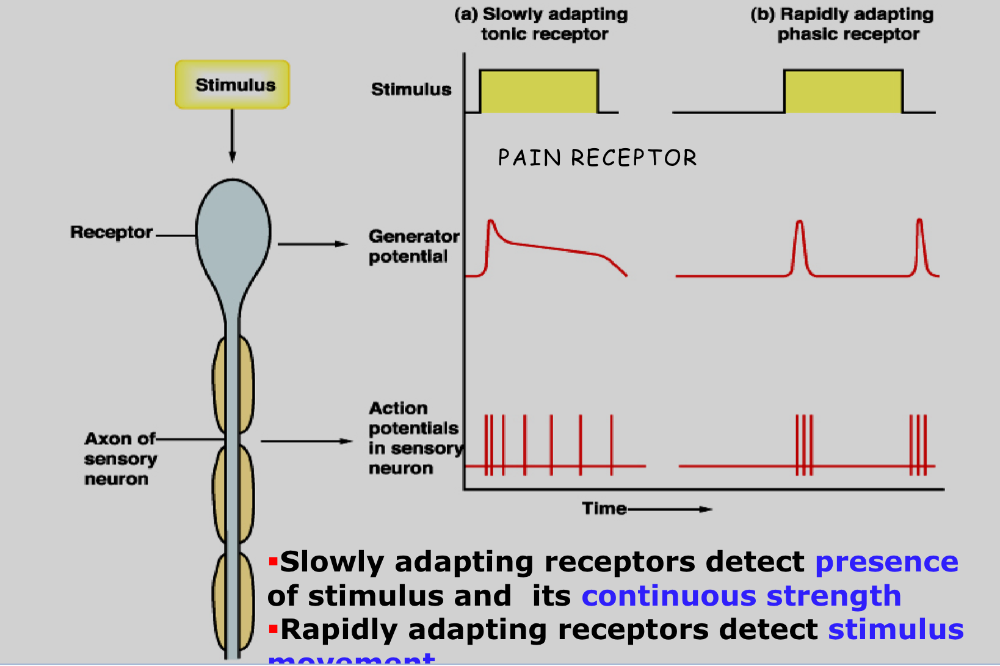 (a) Slowly adapting
tonic receptor
(b) Rapidly adapting
phasic receptor
Stimulus
Stimulus
PAIN RECEPTOR
Receptor
Generator
potential
Action
potentials
in sensory
neuron
Axon of
sensory
neuron
Time
▪Slowly adapting receptors detect presence
of stimulus and its continuous strength
▪Rapidly adapting receptors detect stimulus
movement